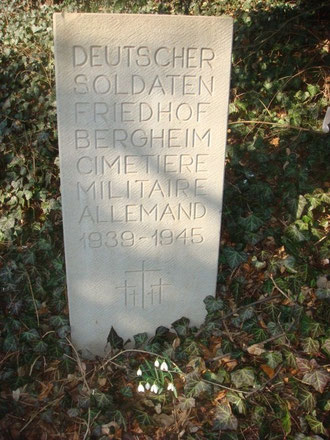 DEUTSCHER
SOLDATEN
FRIEDHOF
BERGHEIM
CIMETIERE
MILITAIRE
ALLEMAND
1939-1945